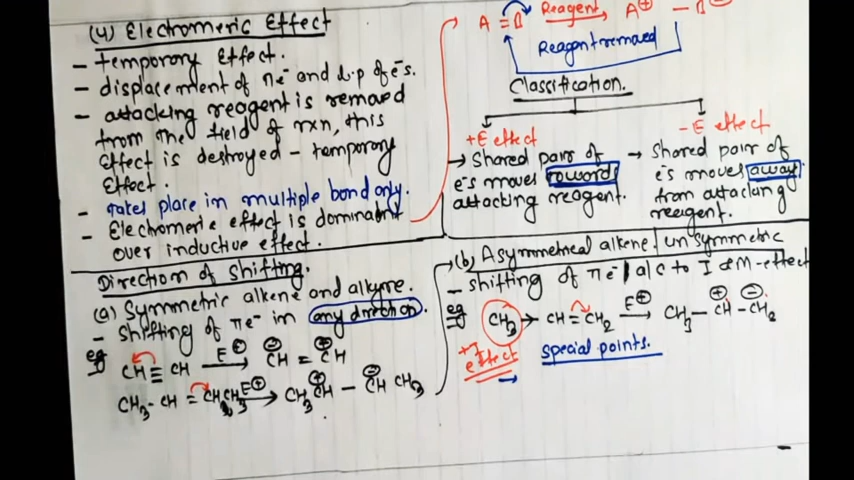 (4) Electromeric Effect
- temporary Effect.
- displacement of πe⁻ and l.p of e⁻s.
- attacking reagent is removed
from the field of rxn, this
effect is destroyed - temporary
Effect.
- takes place in multiple bond only.
- Electromeric effect is dominant
over inductive effect.
A = B Reagent → A⊕ - B⊖
Reagent removed
Classification.
+E effect
→ Shared pair of
e⁻s moves towards
attacking reagent.
-E effect
→ Shared pair of
e⁻s moves away
from attacking
reagent.
Direction of Shifting.
(a) Symmetric alkene and alkyne.
- shifting of πe⁻ in any direction.
eg
CH ≡ CH E⊕ → ⊖CH = ⊕CH
CH₃ - CH = CHCH₃ E⊕ → CH₃ ⊕CH - ⊖CH CH₃
(b) Asymmetrical alkene / unsymmetric
- shifting of πe⁻ a/c to I & M-effect
eg CH₃ → CH = CH₂ E⊕ → CH₃ - ⊕CH - ⊖CH₂
+I effect
special points.
→